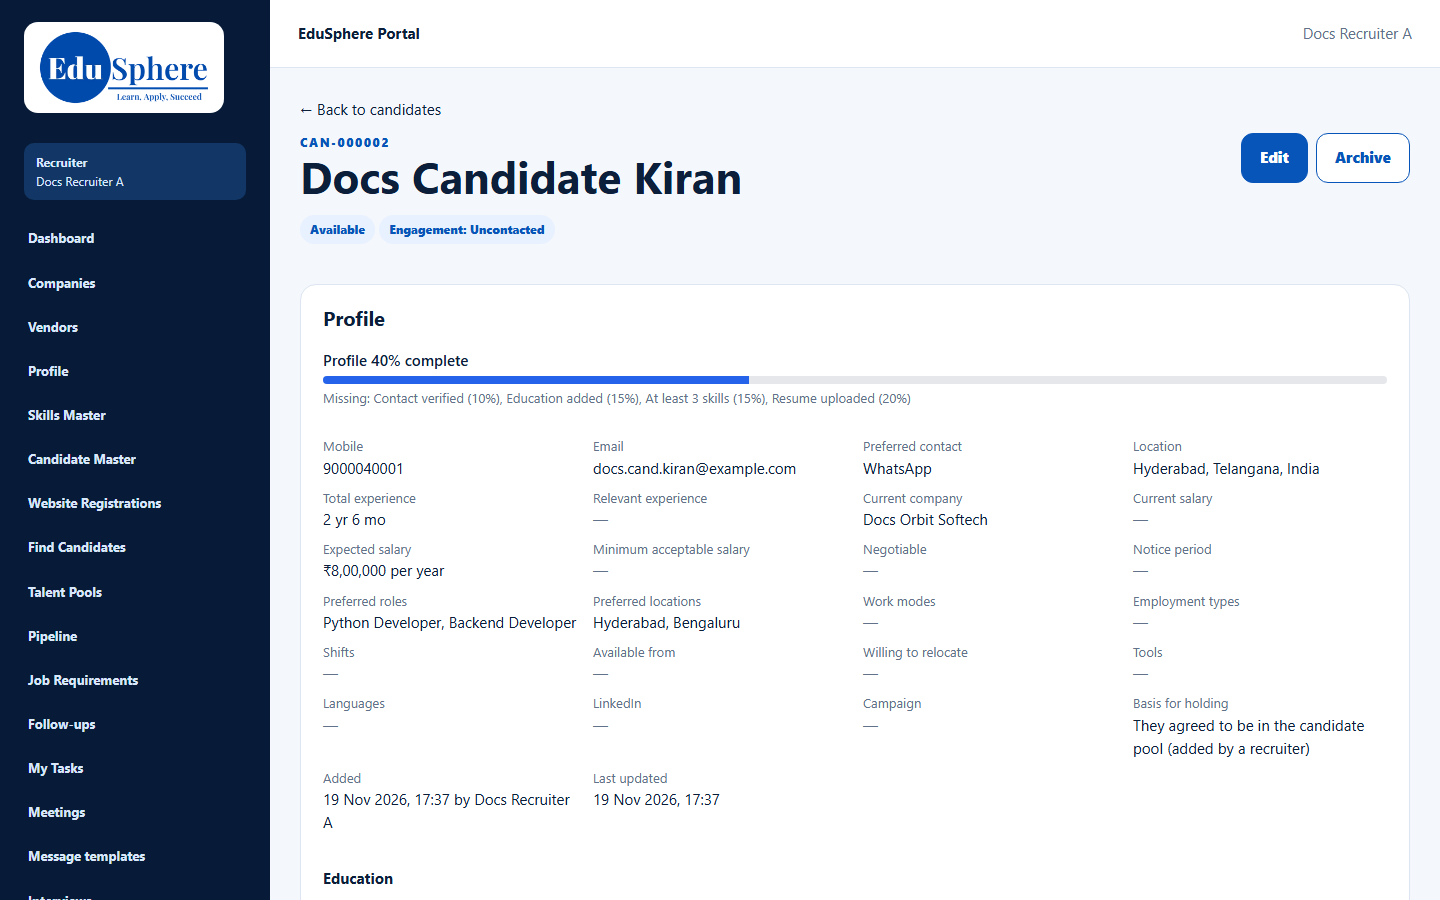 EduSphere
Learn. Apply. Succeed
Recruiter
Docs Recruiter A
Dashboard
Companies
Vendors
Profile
Skills Master
Candidate Master
Website Registrations
Find Candidates
Talent Pools
Pipeline
Job Requirements
Follow-ups
My Tasks
Meetings
Message templates
Interviews
EduSphere Portal
Docs Recruiter A
← Back to candidates
CAN-000002
Docs Candidate Kiran
Edit
Archive
Available
Engagement: Uncontacted
Profile
Profile 40% complete
Missing: Contact verified (10%), Education added (15%), At least 3 skills (15%), Resume uploaded (20%)
Mobile
9000040001
Email
docs.cand.kiran@example.com
Preferred contact
WhatsApp
Location
Hyderabad, Telangana, India
Total experience
2 yr 6 mo
Relevant experience
—
Current company
Docs Orbit Softech
Current salary
—
Expected salary
₹8,00,000 per year
Minimum acceptable salary
—
Negotiable
—
Notice period
—
Preferred roles
Python Developer, Backend Developer
Preferred locations
Hyderabad, Bengaluru
Work modes
—
Employment types
—
Shifts
—
Available from
—
Willing to relocate
—
Tools
—
Languages
—
LinkedIn
—
Campaign
—
Basis for holding
They agreed to be in the candidate
pool (added by a recruiter)
Added
19 Nov 2026, 17:37 by Docs Recruiter
A
Last updated
19 Nov 2026, 17:37
Education